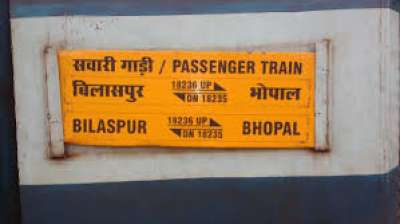 सवारी गाड़ी / PASSENGER TRAIN
बिलासपुर 18236 UP भोपाल
DN 18235
BILASPUR 18236 UP BHOPAL
DN 18235